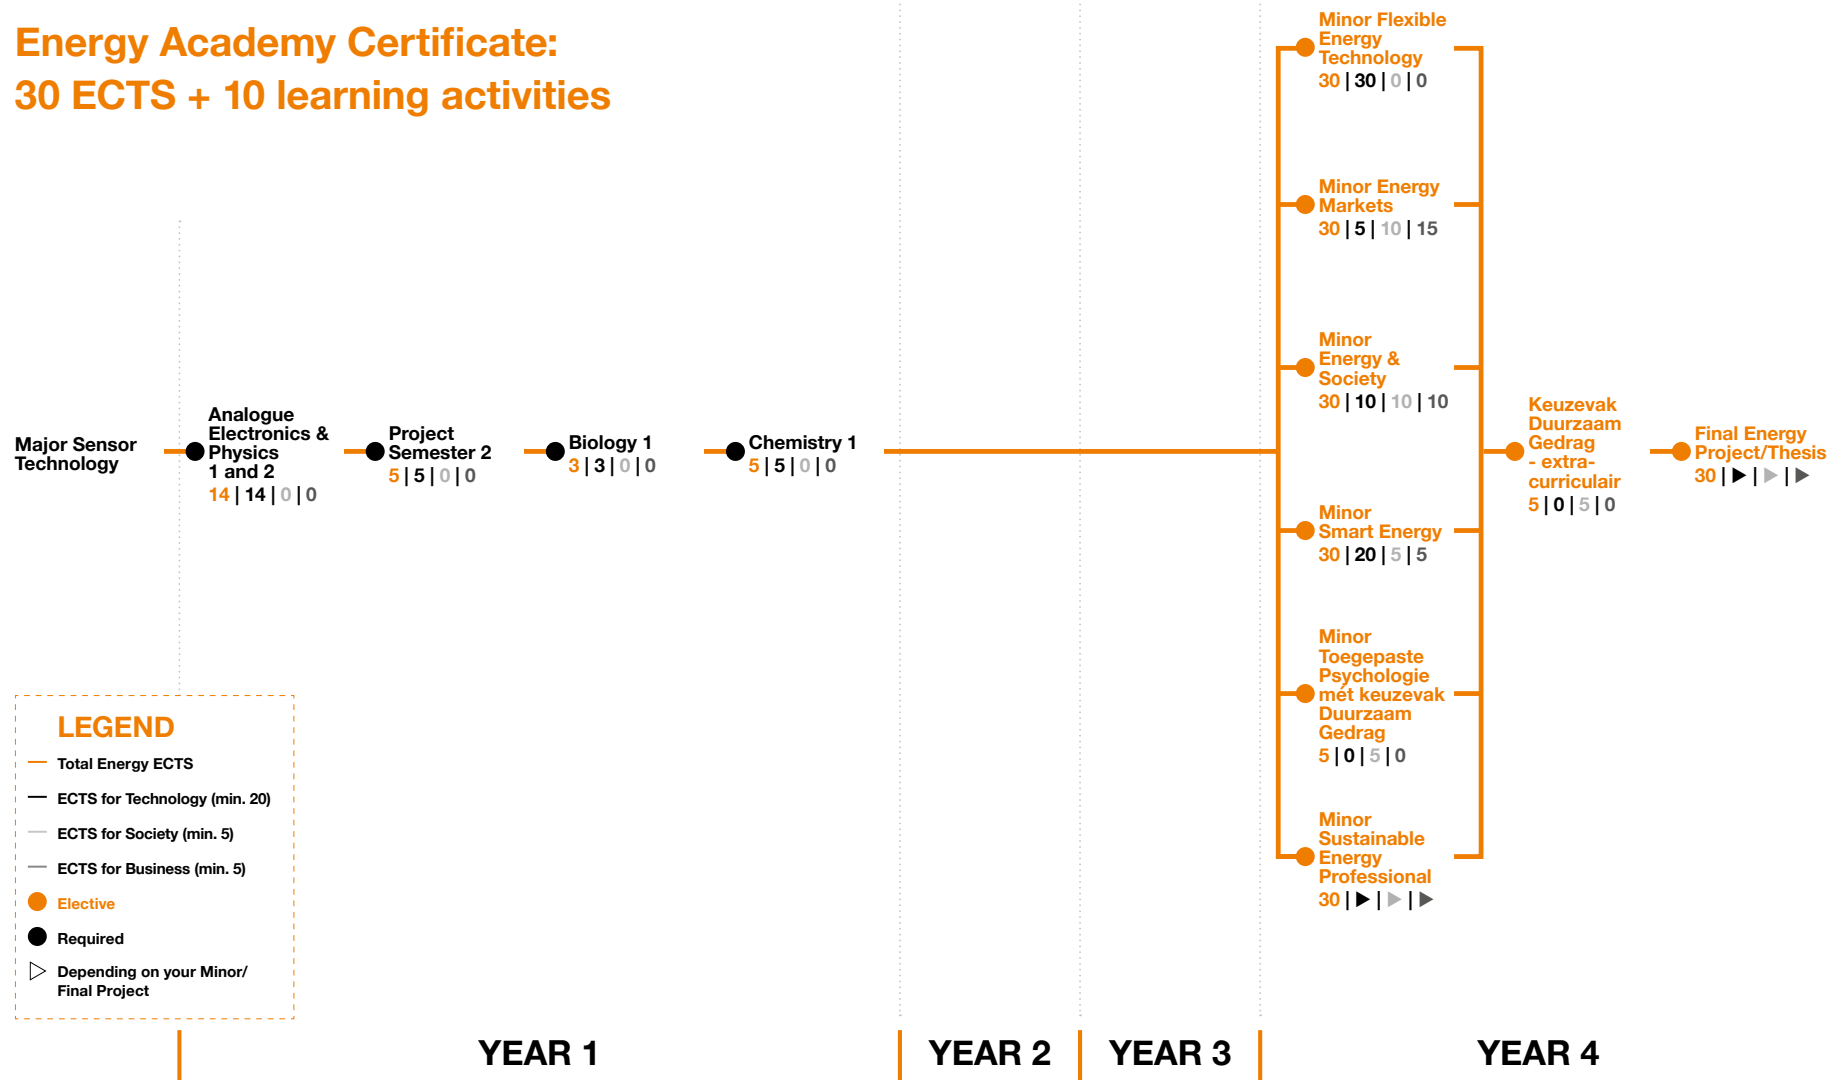 Energy Academy Certificate:
30 ECTS + 10 learning activities
Major Sensor
Technology
Analogue
Electronics &
Physics
1 and 2
14 | 14 | 0 | 0
Project
Semester 2
5 | 5 | 0 | 0
Biology 1
3 | 3 | 0 | 0
Chemistry 1
5 | 5 | 0 | 0
Minor Flexible
Energy
Technology
30 | 30 | 0 | 0
Minor Energy
Markets
30 | 5 | 10 | 15
Minor
Energy &
Society
30 | 10 | 10 | 10
Minor
Smart Energy
30 | 20 | 5 | 5
Minor
Toegepaste
Psychologie
mét keuzevak
Duurzaam
Gedrag
5 | 0 | 5 | 0
Minor
Sustainable
Energy
Professional
30 | ▶ | ▶ | ▶
Keuzevak
Duurzaam
Gedrag
- extra-
curriculair
5 | 0 | 5 | 0
Final Energy
Project/Thesis
30 | ▶ | ▶ | ▶
LEGEND
Total Energy ECTS
ECTS for Technology (min. 20)
ECTS for Society (min. 5)
ECTS for Business (min. 5)
Elective
Required
Depending on your Minor/
Final Project
YEAR 1
YEAR 2
YEAR 3
YEAR 4